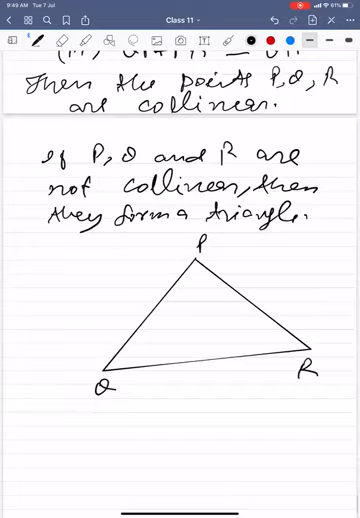 9:49 AM Tue 7 Jul
61%
Class 11
Then the points P, Q, R
are collinear.
If P, Q and R are
not collinear, then
they form a triangle.
P
R
Q